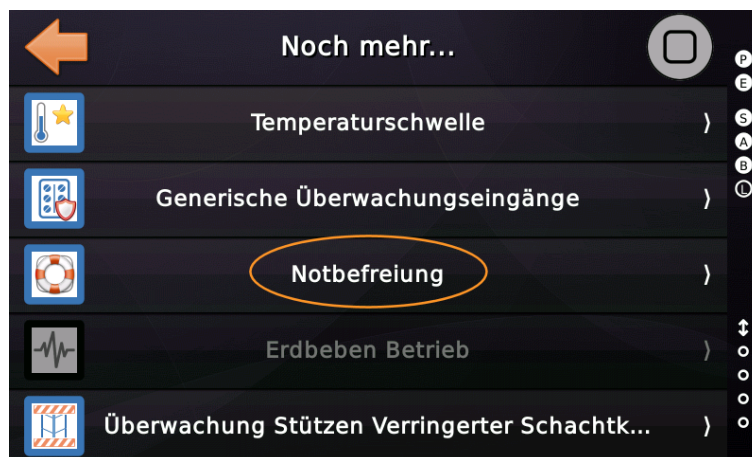 Noch mehr...
Temperaturschwelle
Generische Überwachungseingänge
Notbefreiung
Erdbeben Betrieb
Überwachung Stützen Verringerter Schachtk...
P
E
S
A
B
L